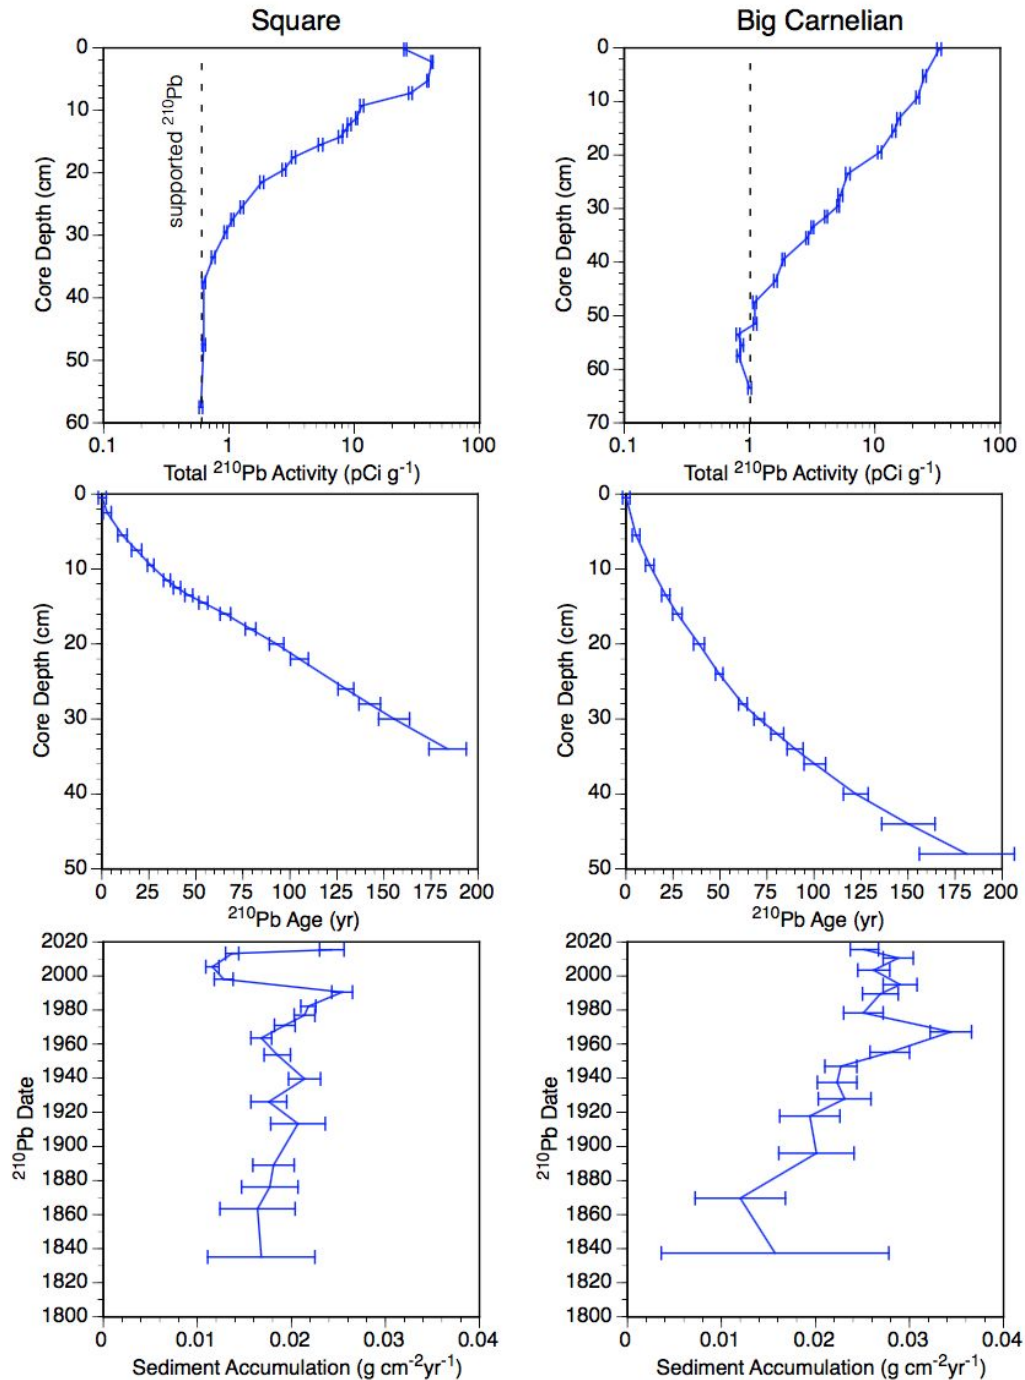 Square
Big Carnelian
0
10
20
30
40
50
60
Core Depth (cm)
supported ²¹⁰Pb
0.1 1 10 100
Total ²¹⁰Pb Activity (pCi g⁻¹)
0
10
20
30
40
50
60
70
Core Depth (cm)
0.1 1 10 100
Total ²¹⁰Pb Activity (pCi g⁻¹)
0
10
20
30
40
50
Core Depth (cm)
0 25 50 75 100 125 150 175 200
²¹⁰Pb Age (yr)
0
10
20
30
40
50
Core Depth (cm)
0 25 50 75 100 125 150 175 200
²¹⁰Pb Age (yr)
2020
2000
1980
1960
1940
1920
1900
1880
1860
1840
1820
1800
²¹⁰Pb Date
0 0.01 0.02 0.03 0.04
Sediment Accumulation (g cm⁻²yr⁻¹)
2020
2000
1980
1960
1940
1920
1900
1880
1860
1840
1820
1800
²¹⁰Pb Date
0 0.01 0.02 0.03 0.04
Sediment Accumulation (g cm⁻²yr⁻¹)